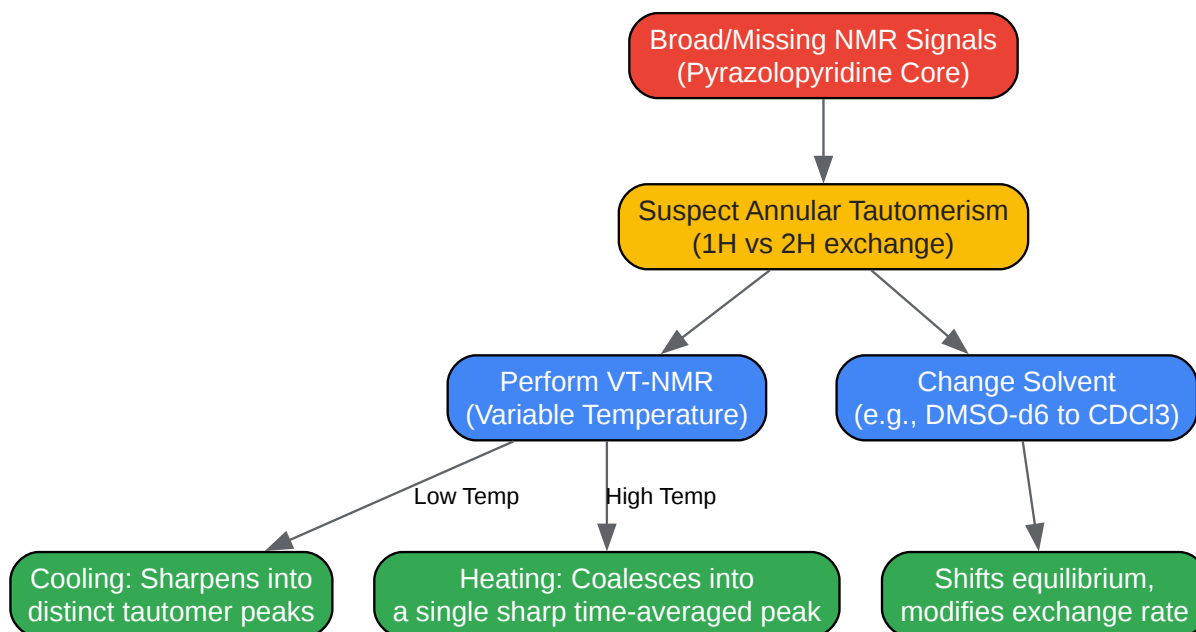 Broad/Missing NMR Signals
(Pyrazolopyridine Core)
Suspect Annular Tautomerism
(1H vs 2H exchange)
Perform VT-NMR
(Variable Temperature)
Change Solvent
(e.g., DMSO-d6 to CDCl3)
Low Temp
High Temp
Cooling: Sharpens into
distinct tautomer peaks
Heating: Coalesces into
a single sharp time-averaged peak
Shifts equilibrium,
modifies exchange rate